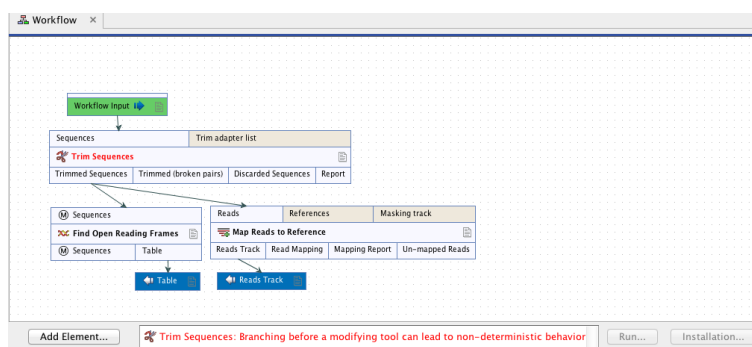 Workflow ×
Workflow Input
Sequences Trim adapter list
Trim Sequences
Trimmed Sequences Trimmed (broken pairs) Discarded Sequences Report
M Sequences
Find Open Reading Frames
M Sequences Table
Reads References Masking track
Map Reads to Reference
Reads Track Read Mapping Mapping Report Un-mapped Reads
Table
Reads Track
Add Element... Trim Sequences: Branching before a modifying tool can lead to non-deterministic behavior Run... Installation...